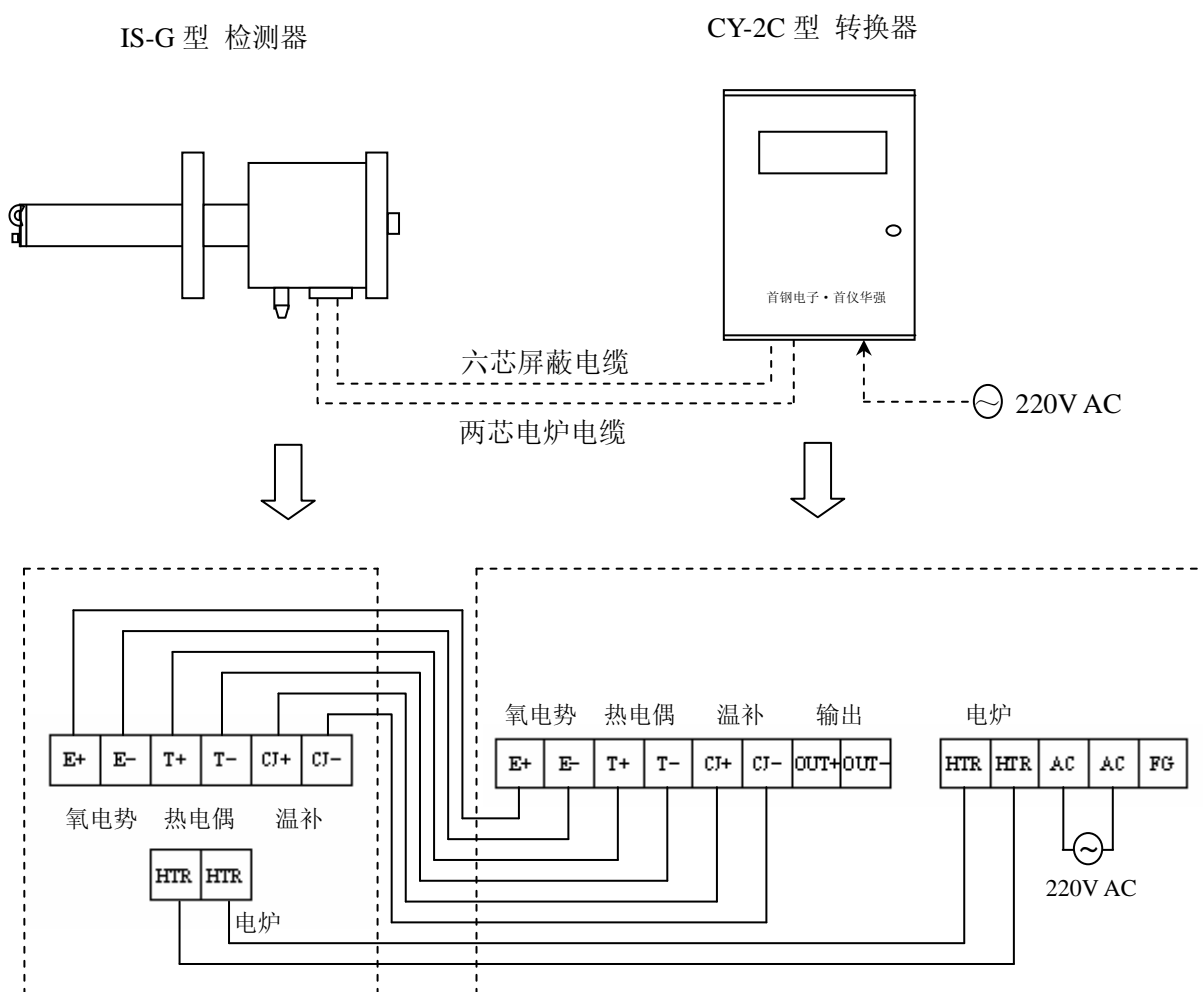 IS-G 型 检测器
CY-2C 型 转换器
首钢电子·首仪华强
六芯屏蔽电缆
220V AC
两芯电炉电缆
氧电势 热电偶 温补 输出 电炉
E+ E- T+ T- CJ+ CJ-
E+ E- T+ T- CJ+ CJ- OUT+ OUT-
HTR HTR AC AC FG
氧电势 热电偶 温补
HTR HTR
220V AC
电炉